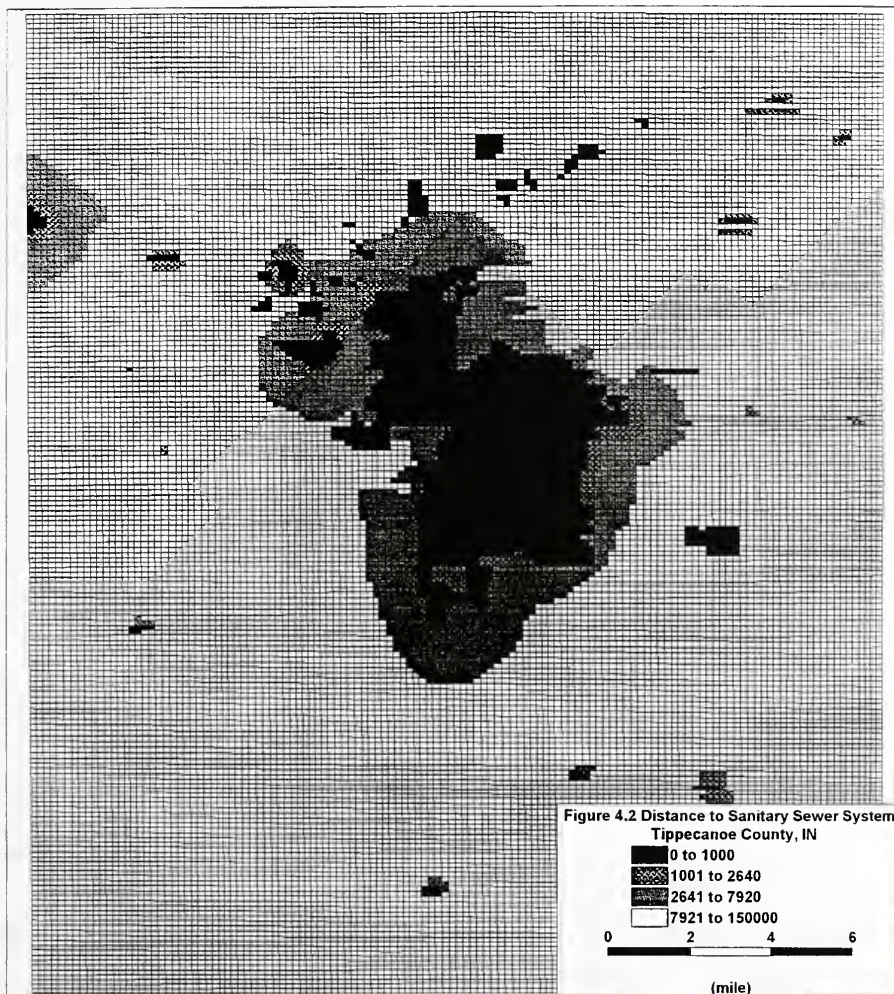 Figure 4.2 Distance to Sanitary Sewer System
Tippecanoe County, IN
0 to 1000
1001 to 2640
2641 to 7920
7921 to 150000
0 2 4 6
(mile)